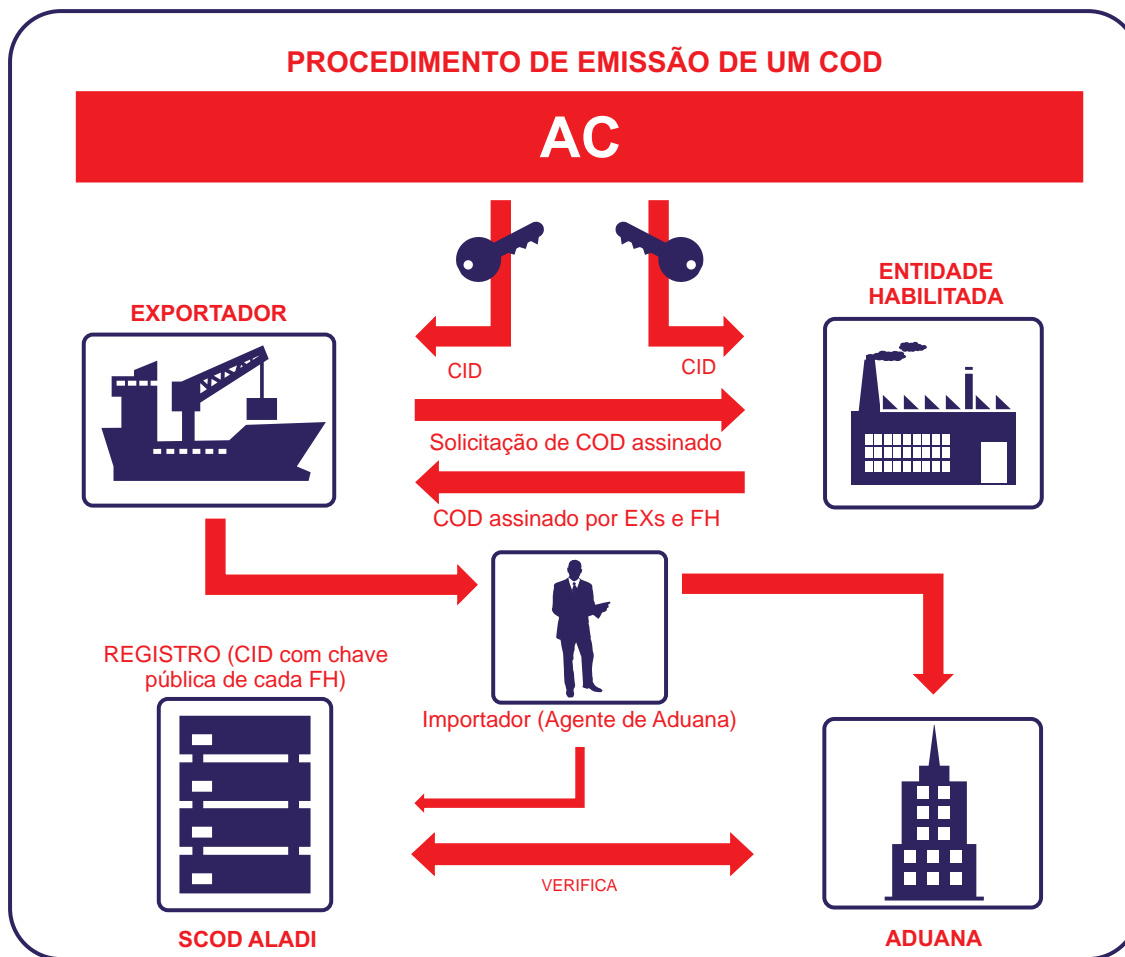 PROCEDIMENTO DE EMISSÃO DE UM COD
AC
EXPORTADOR
ENTIDADE
HABILITADA
CID
CID
Solicitação de COD assinado
COD assinado por EXs e FH
REGISTRO (CID com chave
pública de cada FH)
Importador (Agente de Aduana)
VERIFICA
SCOD ALADI
ADUANA